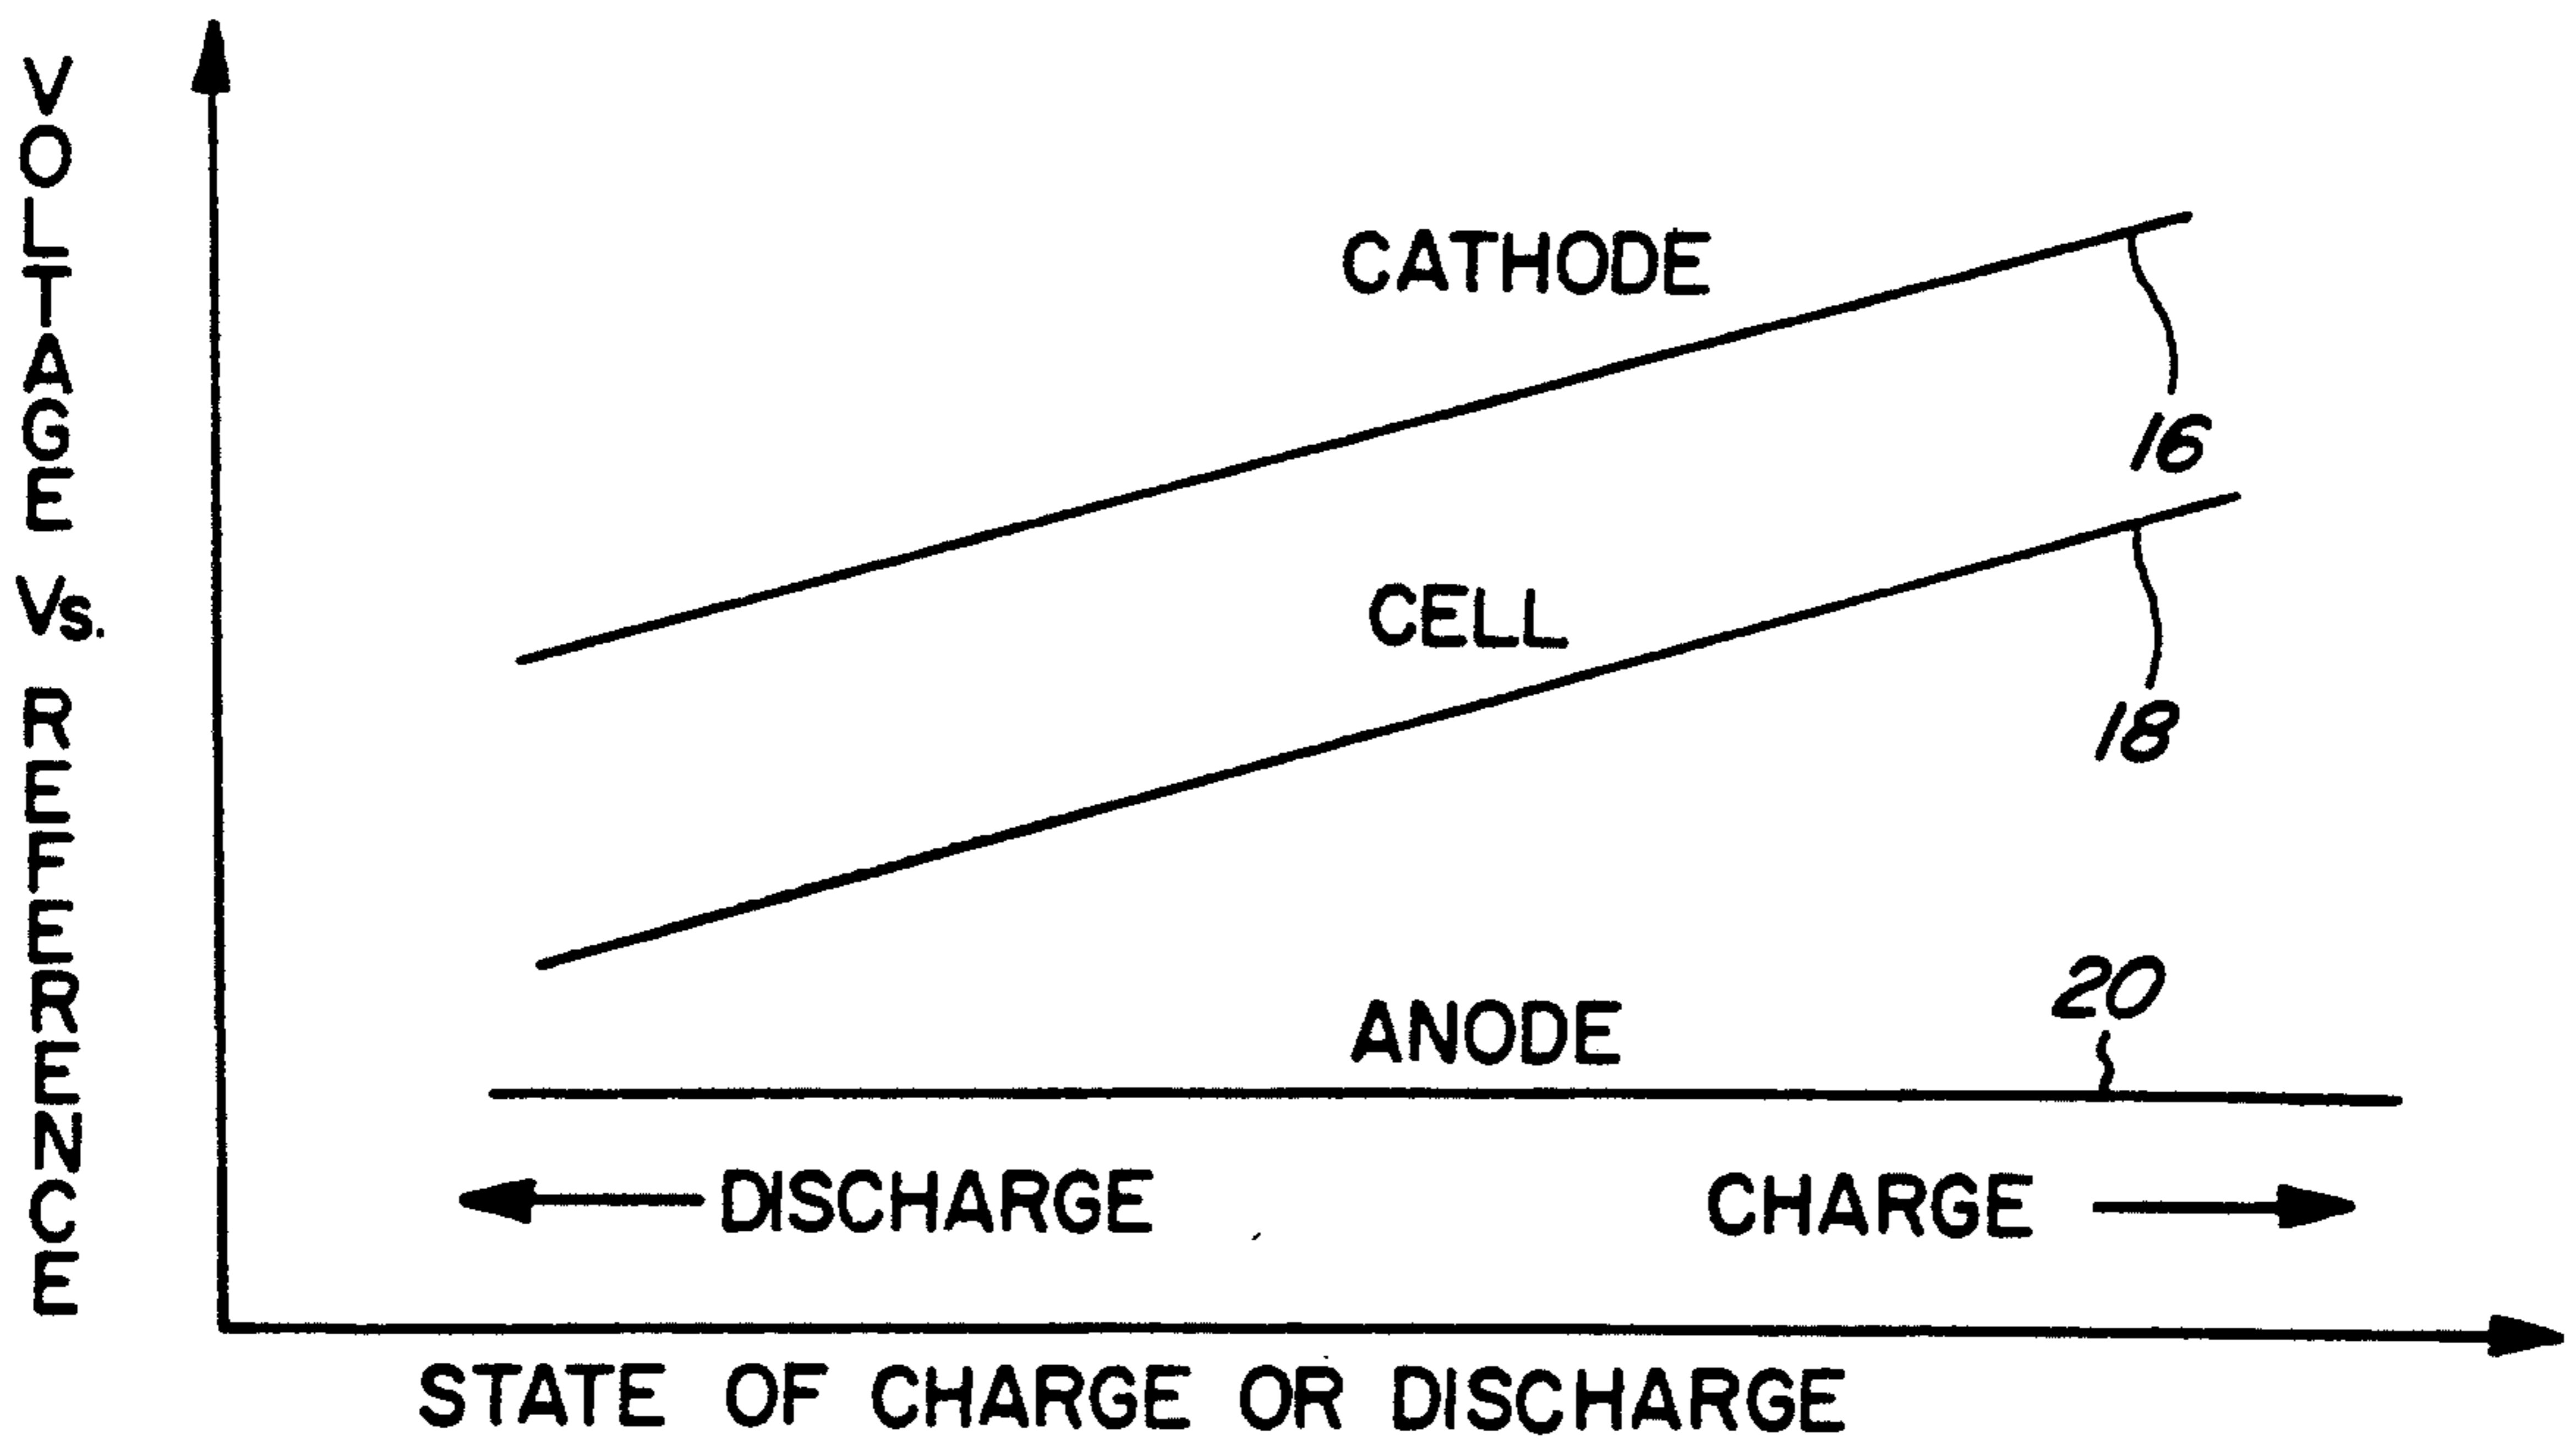 VOLTAGE Vs. REFERENCE
CATHODE
16
CELL
18
ANODE
20
DISCHARGE
CHARGE
STATE OF CHARGE OR DISCHARGE